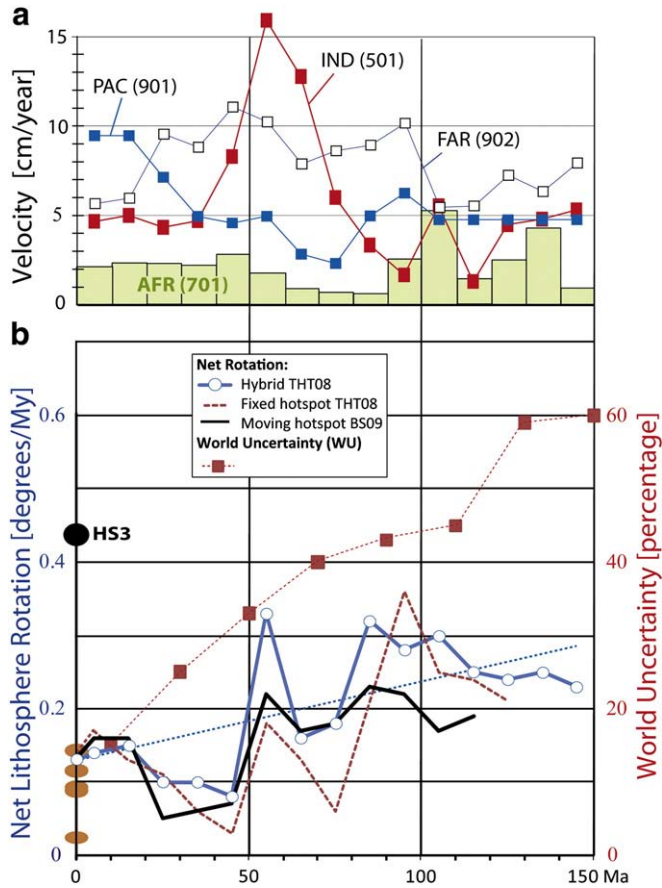 a
Velocity [cm/year]
15
10
5
0
PAC (901)
IND (501)
FAR (902)
AFR (701)
b
Net Lithosphere Rotation [degrees/My]
0.6
0.4
0.2
0
Net Rotation:
Hybrid THT08
Fixed hotspot THT08
Moving hotspot BS09
World Uncertainty (WU)
HS3
World Uncertainty [percentage]
60
40
20
0
0 50 100 150 Ma